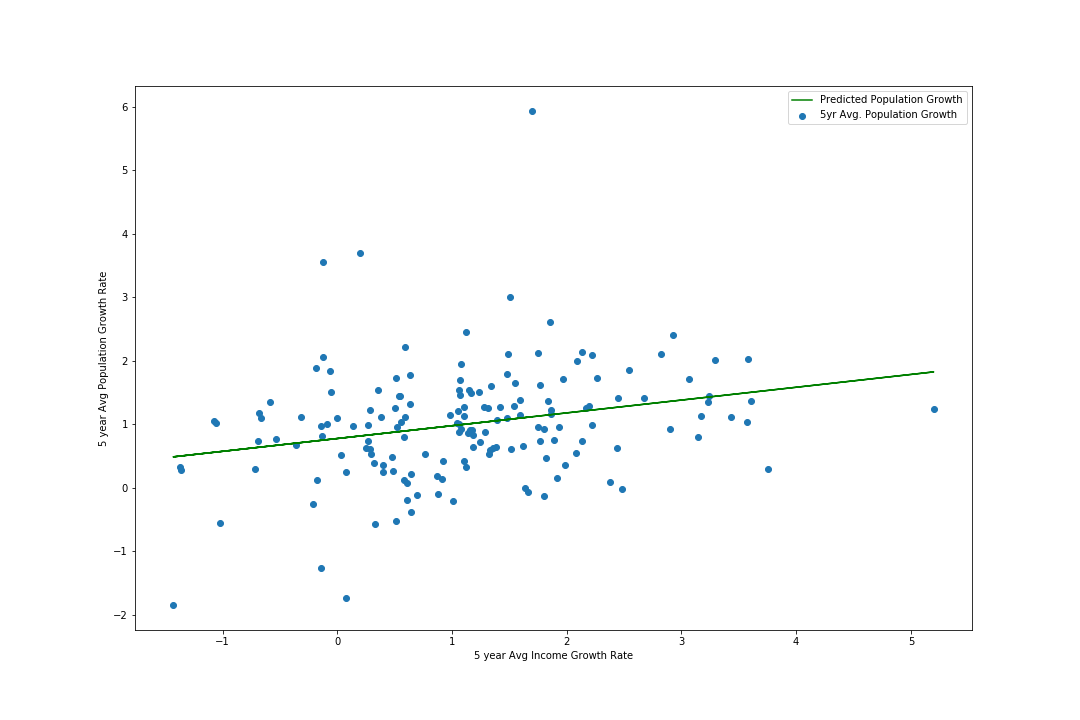 Predicted Population Growth
5yr Avg. Population Growth
6
5
4
3
2
1
0
−1
−2
5 year Avg Population Growth Rate
−1 0 1 2 3 4 5
5 year Avg Income Growth Rate